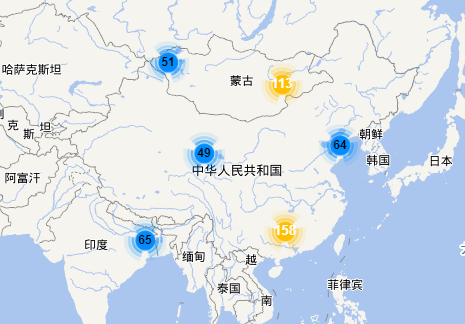 51
113
蒙古
哈萨克斯坦
克
斯
坦
朝鲜
64
49
韩国
日本
中华人民共和国
阿富汗
158
65
印度
缅甸
越
泰国
菲律宾
南